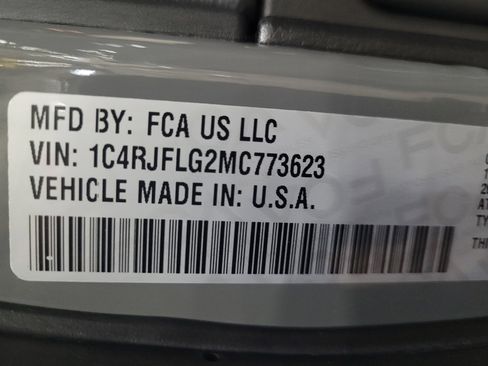 MFD BY: FCA US LLC
VIN: 1C4RJFLG2MC773623
VEHICLE MADE IN: U.S.A.